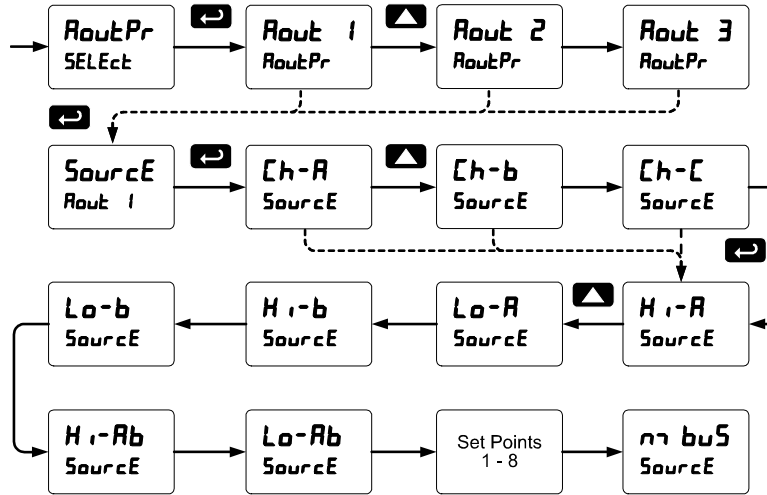 AoutPr
SELEct
Aout 1
AoutPr
Aout 2
AoutPr
Aout 3
AoutPr
SourcE
Aout 1
Ch-A
SourcE
Ch-b
SourcE
Ch-C
SourcE
Lo-b
SourcE
Hi-b
SourcE
Lo-A
SourcE
Hi-A
SourcE
Hi-Ab
SourcE
Lo-Ab
SourcE
Set Points
1 - 8
m buS
SourcE